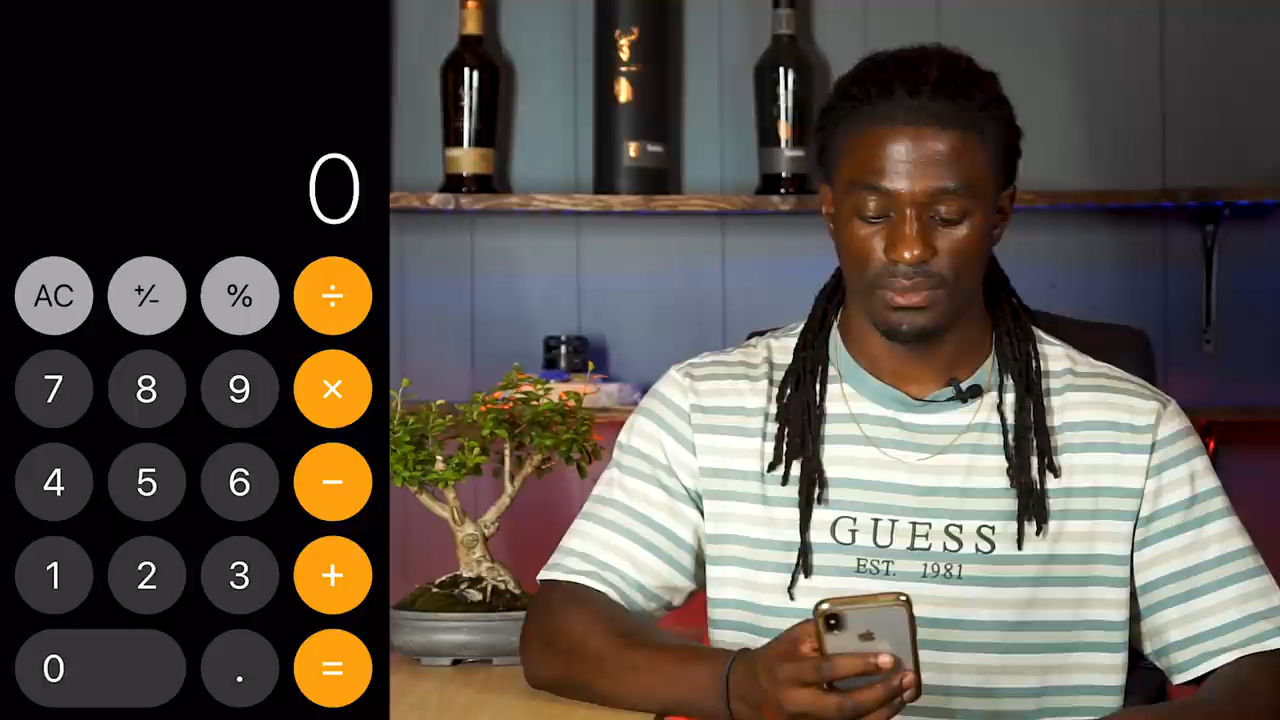 0
AC +/- % ÷
7 8 9 ×
4 5 6 −
1 2 3 +
0 . =
GUESS
EST. 1981